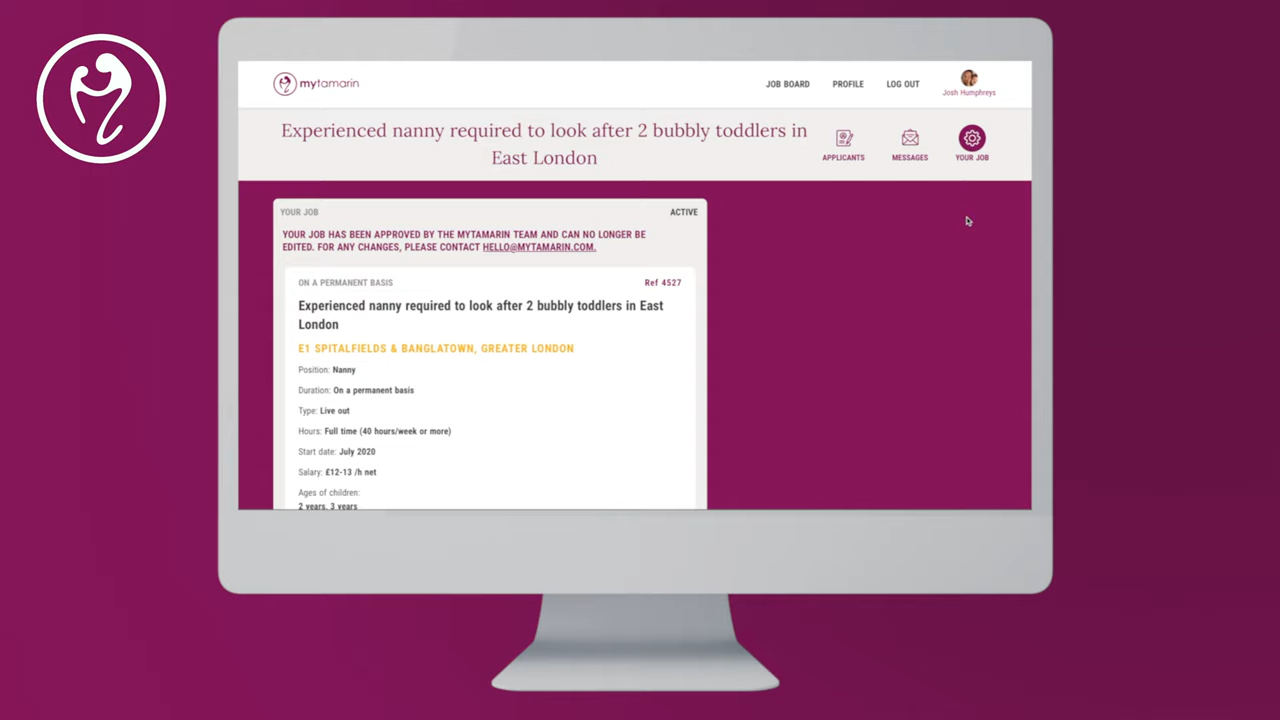 mytamarin
JOB BOARD
PROFILE
LOG OUT
Josh Humphreys
Experienced nanny required to look after 2 bubbly toddlers in
East London
APPLICANTS
MESSAGES
YOUR JOB
YOUR JOB
ACTIVE
YOUR JOB HAS BEEN APPROVED BY THE MYTAMARIN TEAM AND CAN NO LONGER BE
EDITED. FOR ANY CHANGES, PLEASE CONTACT HELLO@MYTAMARIN.COM.
ON A PERMANENT BASIS
Ref 4527
Experienced nanny required to look after 2 bubbly toddlers in East
London
E1 SPITALFIELDS & BANGLATOWN, GREATER LONDON
Position: Nanny
Duration: On a permanent basis
Type: Live out
Hours: Full time (40 hours/week or more)
Start date: July 2020
Salary: £12-13 /h net
Ages of children:
2 years, 3 years